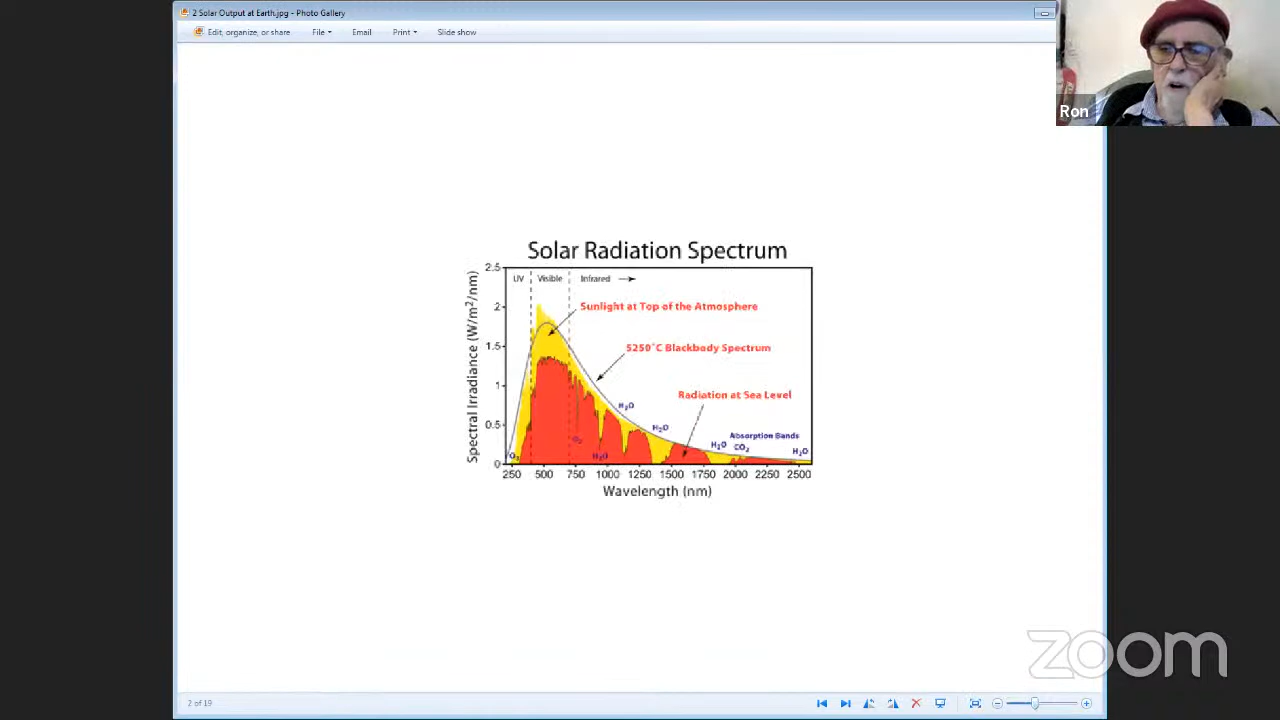 2 Solar Output at Earth.jpg - Photo Gallery
Edit, organize, or share File Email Print Slide show
Ron
Solar Radiation Spectrum
UV Visible Infrared
Sunlight at Top of the Atmosphere
5250°C Blackbody Spectrum
Radiation at Sea Level
H2O
H2O
H2O
Absorption Bands
CO2
H2O
O2
H2O
O3
Spectral Irradiance (W/m2/nm)
2.5
2
1.5
1
0.5
0
250 500 750 1000 1250 1500 1750 2000 2250 2500
Wavelength (nm)
zoom
2 of 19